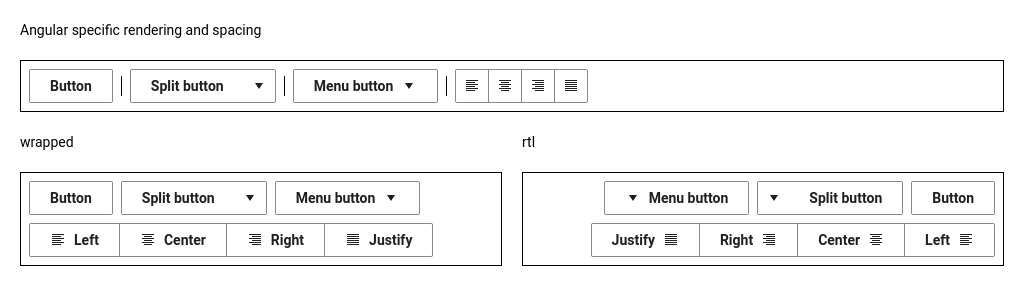 Angular specific rendering and spacing
Button Split button Menu button
wrapped
Button Split button Menu button
Left Center Right Justify
rtl
Menu button Split button Button
Justify Right Center Left